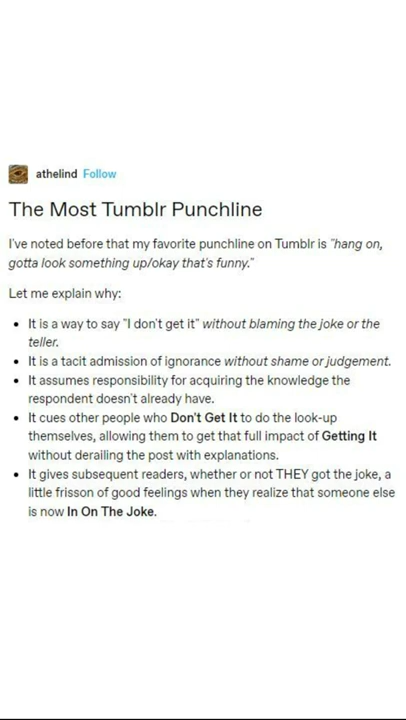 athelind Follow
The Most Tumblr Punchline
I've noted before that my favorite punchline on Tumblr is "hang on,
gotta look something up/okay that's funny."
Let me explain why:
• It is a way to say "I don't get it" without blaming the joke or the
teller.
• It is a tacit admission of ignorance without shame or judgement.
• It assumes responsibility for acquiring the knowledge the
respondent doesn't already have.
• It cues other people who Don't Get It to do the look-up
themselves, allowing them to get that full impact of Getting It
without derailing the post with explanations.
• It gives subsequent readers, whether or not THEY got the joke, a
little frisson of good feelings when they realize that someone else
is now In On The Joke.